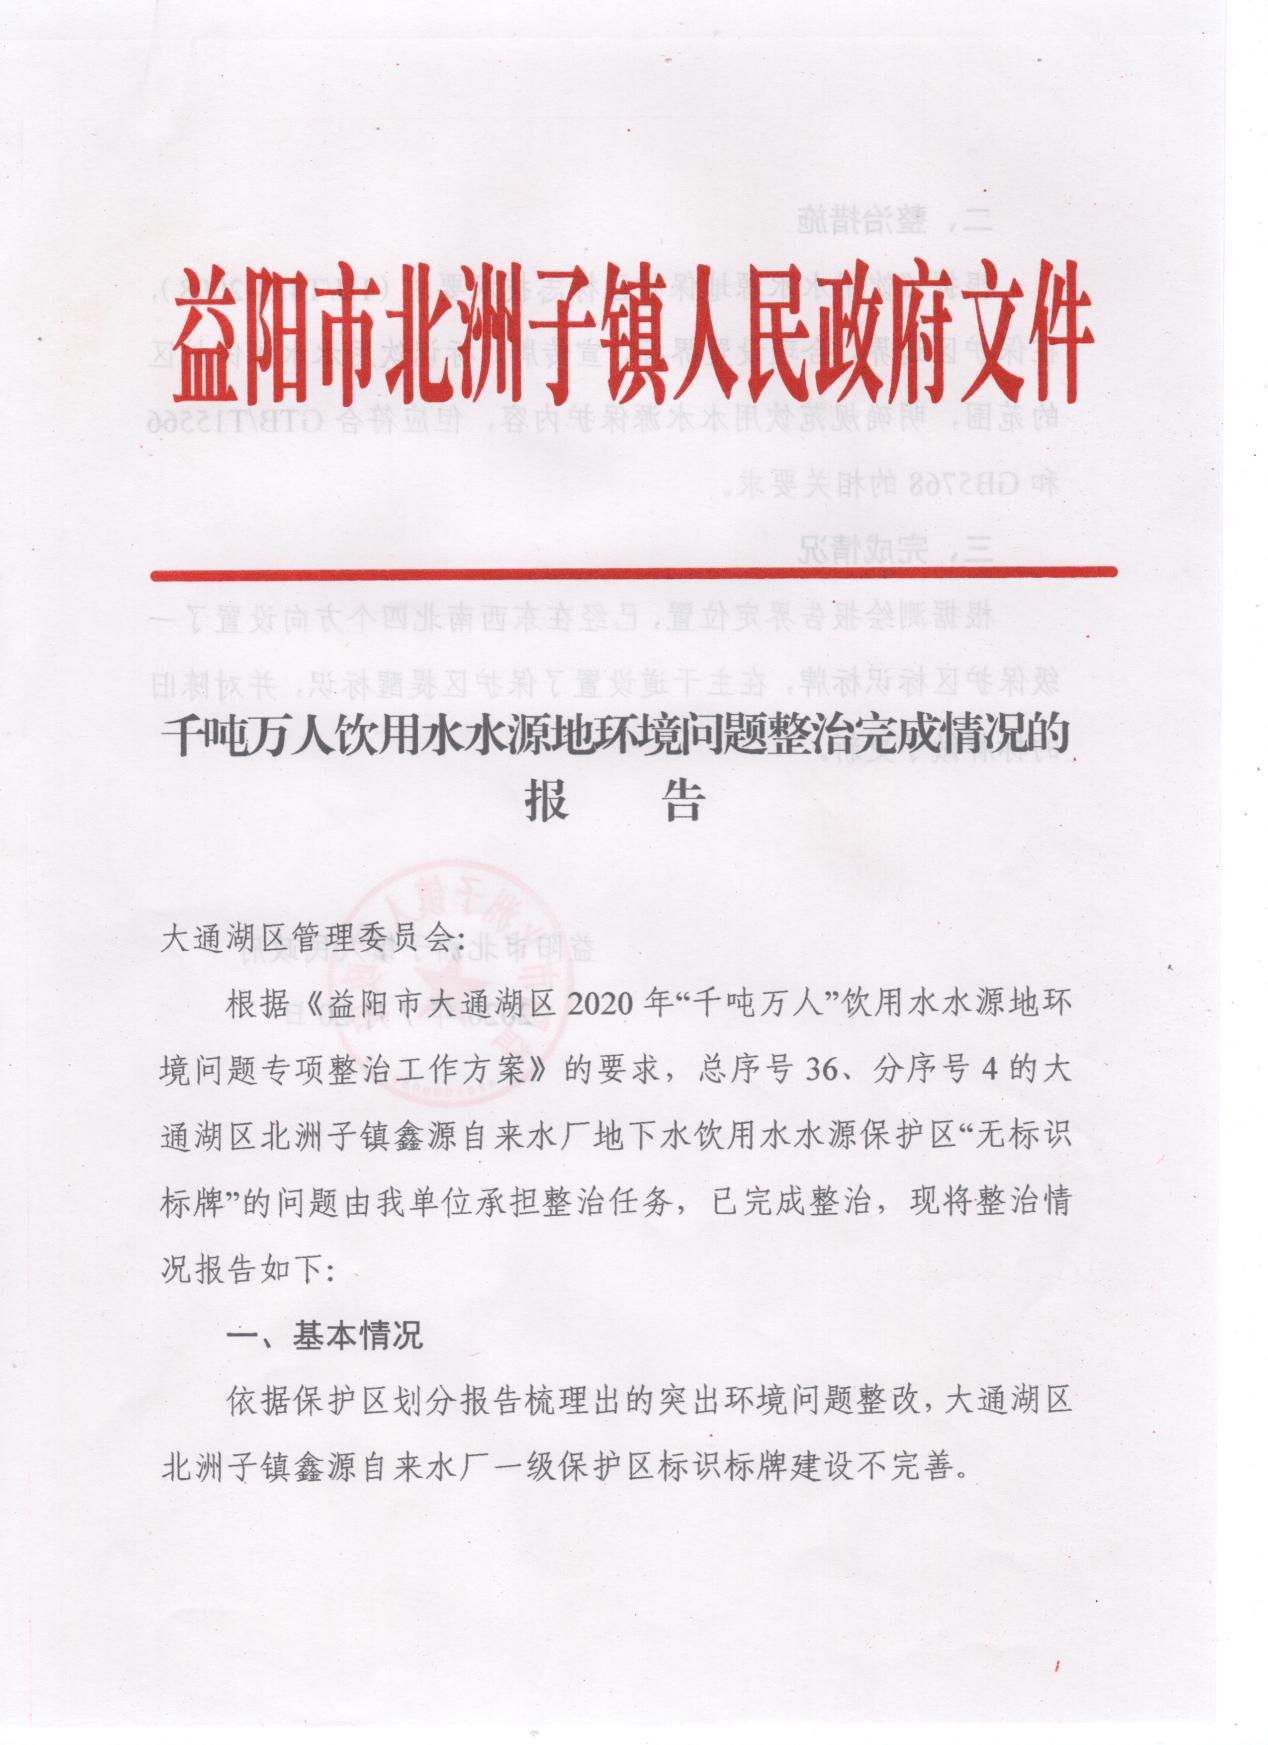 益阳市北洲子镇人民政府文件
千吨万人饮用水水源地环境问题整治完成情况的
报 告
大通湖区管理委员会:
根据《益阳市大通湖区 2020 年“千吨万人”饮用水水源地环
境问题专项整治工作方案》的要求，总序号 36、分序号 4 的大
通湖区北洲子镇鑫源自来水厂地下水饮用水水源保护区“无标识
标牌”的问题由我单位承担整治任务，已完成整治，现将整治情
况报告如下:
一、基本情况
依据保护区划分报告梳理出的突出环境问题整改，大通湖区
北洲子镇鑫源自来水厂一级保护区标识标牌建设不完善。